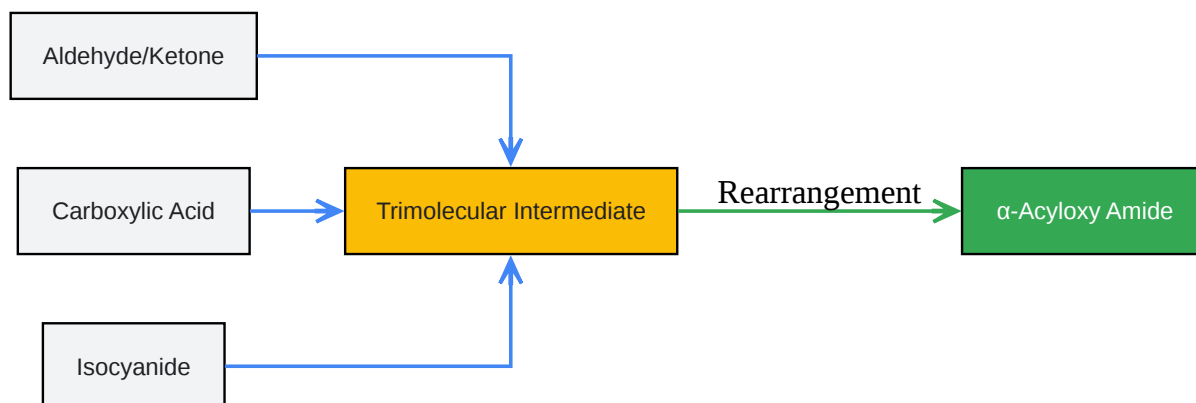 Aldehyde/Ketone
Carboxylic Acid
Trimolecular Intermediate
Rearrangement
α-Acyloxy Amide
Isocyanide